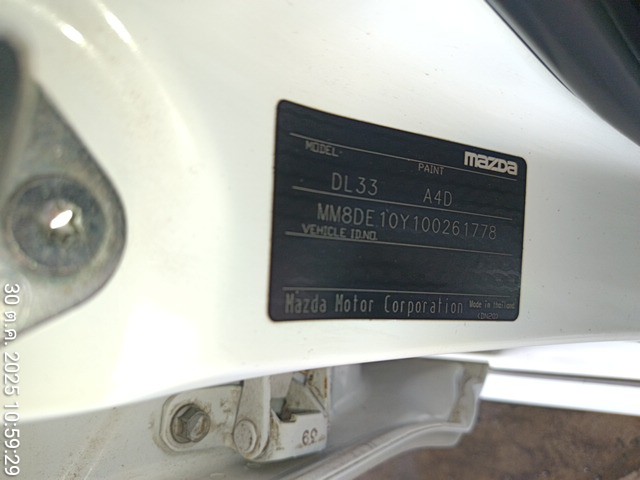 mazda
MODEL. PAINT
DL33 A4D
MM8DE10Y100261778
VEHICLE ID.NO.
Mazda Motor Corporation Made in Thailand
39
30 ต.ค. 2025 10:59:29